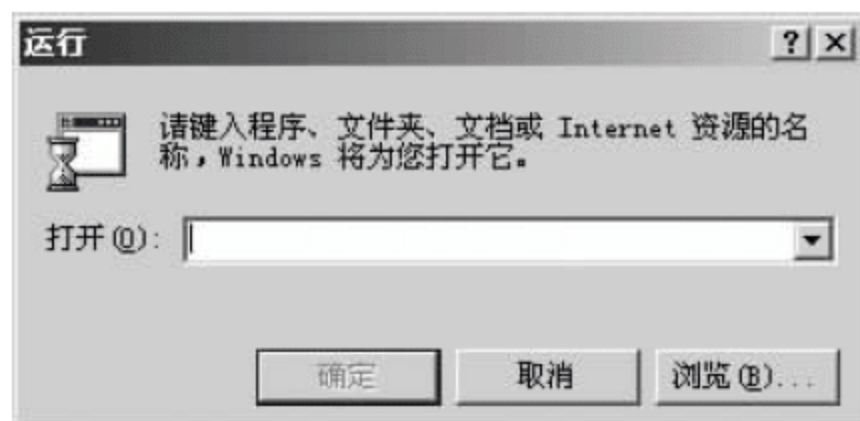 运行
请键入程序、文件夹、文档或 Internet 资源的名
称，Windows 将为您打开它。
打开(O):
确定 取消 浏览(B)...